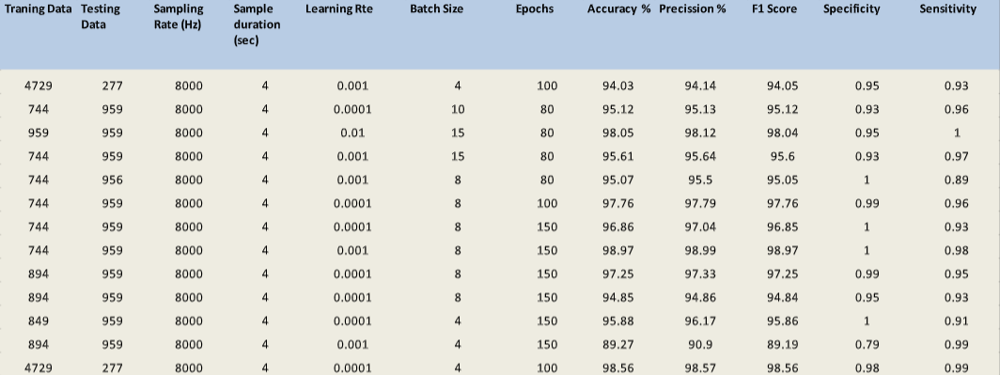 Traning Data Testing Data Sampling Rate (Hz) Sample duration (sec) Learning Rte Batch Size Epochs Accuracy % Precission % F1 Score Specificity Sensitivity
4729 277 8000 4 0.001 4 100 94.03 94.14 94.05 0.95 0.93
744 959 8000 4 0.0001 10 80 95.12 95.13 95.12 0.93 0.96
959 959 8000 4 0.01 15 80 98.05 98.12 98.04 0.95 1
744 959 8000 4 0.001 15 80 95.61 95.64 95.6 0.93 0.97
744 956 8000 4 0.001 8 80 95.07 95.5 95.05 1 0.89
744 959 8000 4 0.0001 8 100 97.76 97.79 97.76 0.99 0.96
744 959 8000 4 0.0001 8 150 96.86 97.04 96.85 1 0.93
744 959 8000 4 0.001 8 150 98.97 98.99 98.97 1 0.98
894 959 8000 4 0.0001 8 150 97.25 97.33 97.25 0.99 0.95
894 959 8000 4 0.0001 8 150 94.85 94.86 94.84 0.95 0.93
849 959 8000 4 0.0001 4 150 95.88 96.17 95.86 1 0.91
894 959 8000 4 0.001 4 150 89.27 90.9 89.19 0.79 0.99
4729 277 8000 4 0.0001 4 100 98.56 98.57 98.56 0.98 0.99